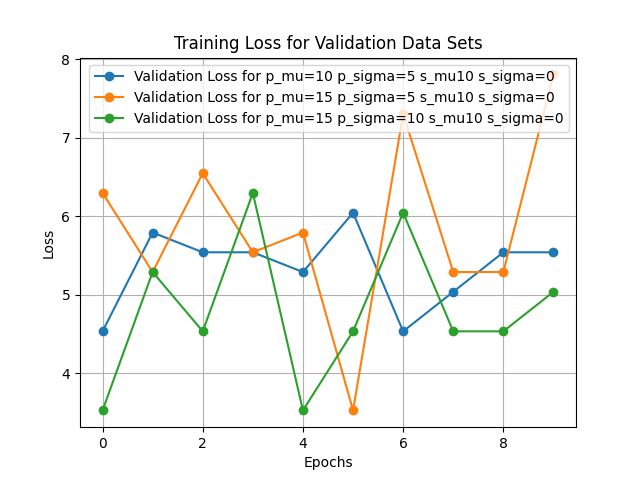 Training Loss for Validation Data Sets
8
Validation Loss for p_mu=10 p_sigma=5 s_mu10 s_sigma=0
Validation Loss for p_mu=15 p_sigma=5 s_mu10 s_sigma=0
Validation Loss for p_mu=15 p_sigma=10 s_mu10 s_sigma=0
7
6
Loss
5
4
0 2 4 6 8
Epochs